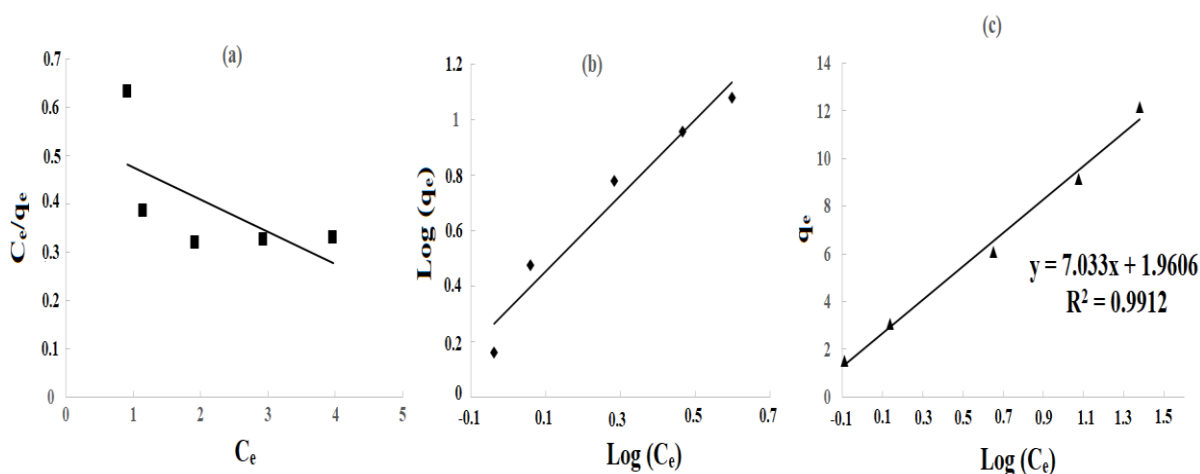 (a)
0.7
0.6
0.5
0.4
0.3
0.2
0.1
0
0 1 2 3 4 5
Cₑ/qₑ
Cₑ
(b)
1.2
1
0.8
0.6
0.4
0.2
0
-0.1 0.1 0.3 0.5 0.7
Log (qₑ)
Log (Cₑ)
(c)
14
12
10
8
6
4
2
0
-0.1 0.1 0.3 0.5 0.7 0.9 1.1 1.3 1.5
qₑ
Log (Cₑ)
y = 7.033x + 1.9606
R² = 0.9912